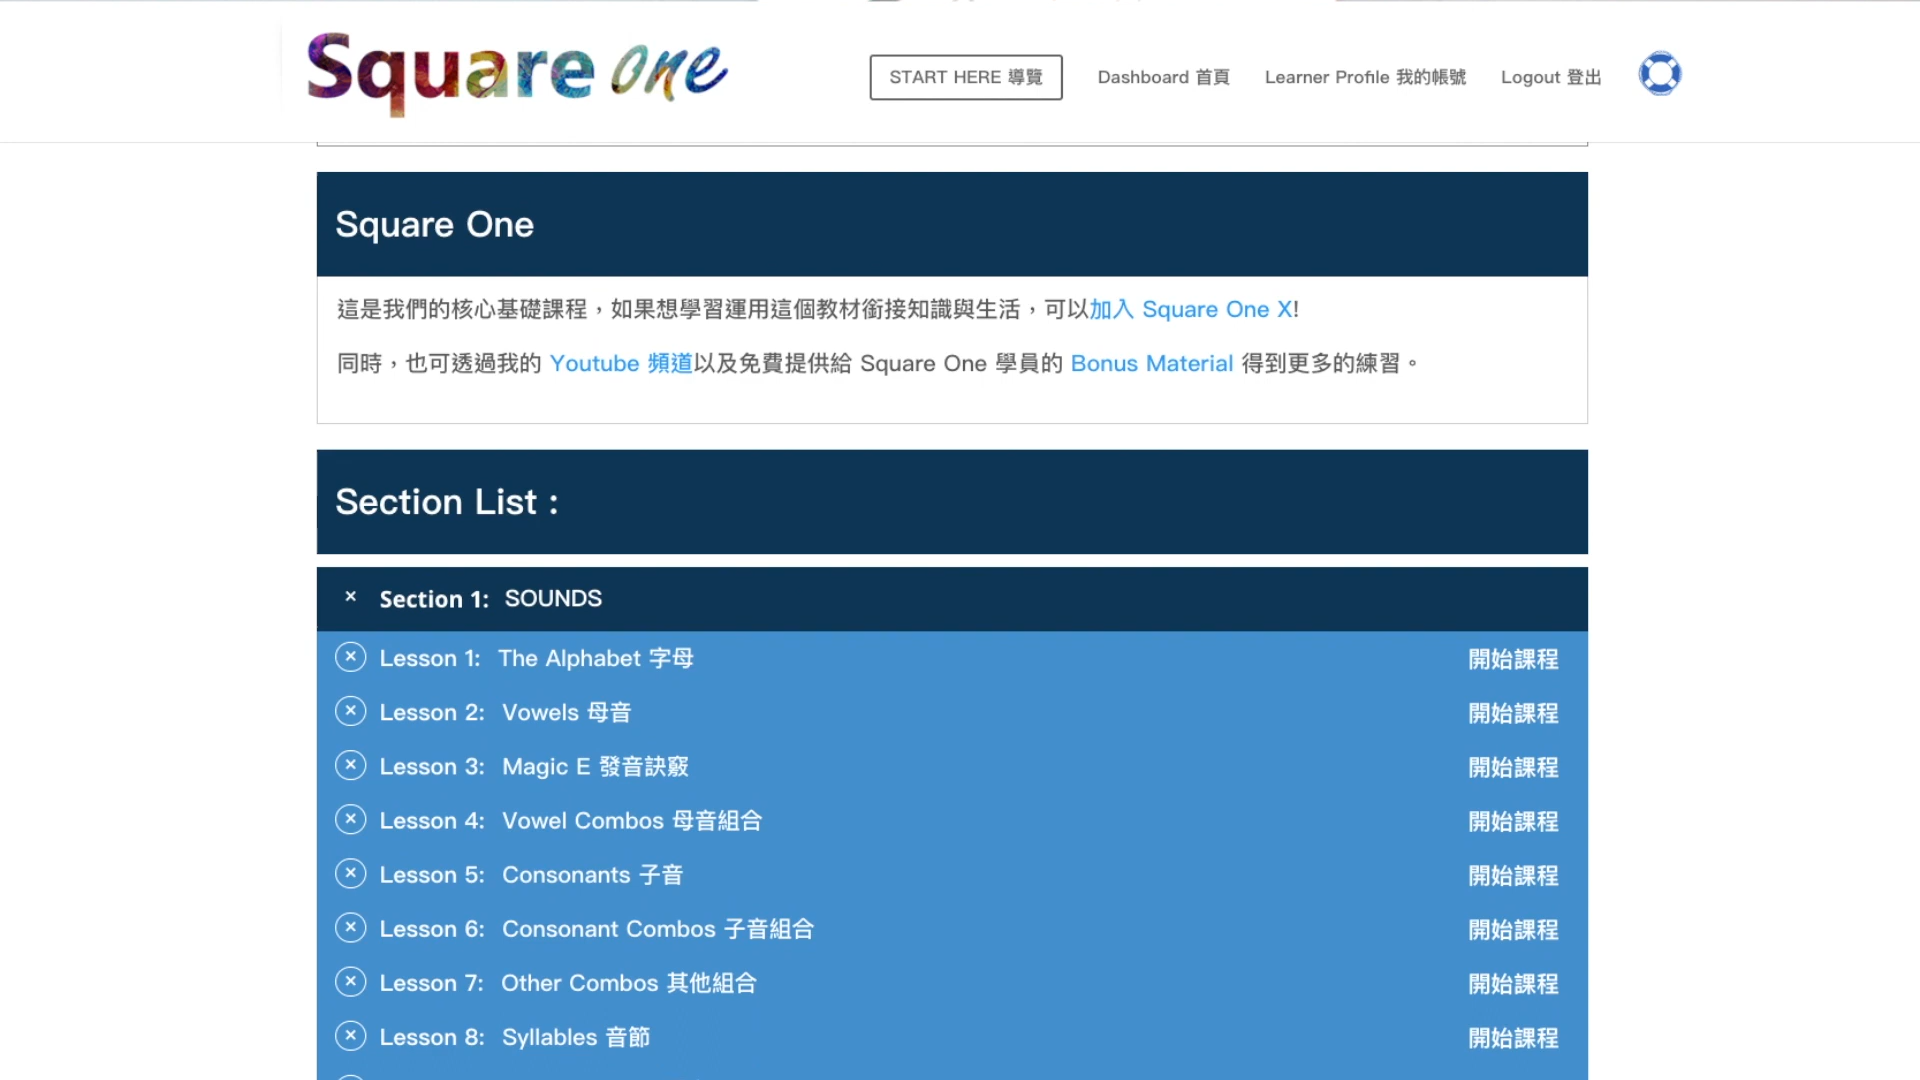 Square one
START HERE 導覽
Dashboard 首頁
Learner Profile 我的帳號
Logout 登出
Square One
這是我們的核心基礎課程，如果想學習運用這個教材銜接知識與生活，可以加入 Square One X!
同時，也可透過我的 Youtube 頻道以及免費提供給 Square One 學員的 Bonus Material 得到更多的練習。
Section List :
× Section 1: SOUNDS
Lesson 1: The Alphabet 字母 開始課程
Lesson 2: Vowels 母音 開始課程
Lesson 3: Magic E 發音訣竅 開始課程
Lesson 4: Vowel Combos 母音組合 開始課程
Lesson 5: Consonants 子音 開始課程
Lesson 6: Consonant Combos 子音組合 開始課程
Lesson 7: Other Combos 其他組合 開始課程
Lesson 8: Syllables 音節 開始課程